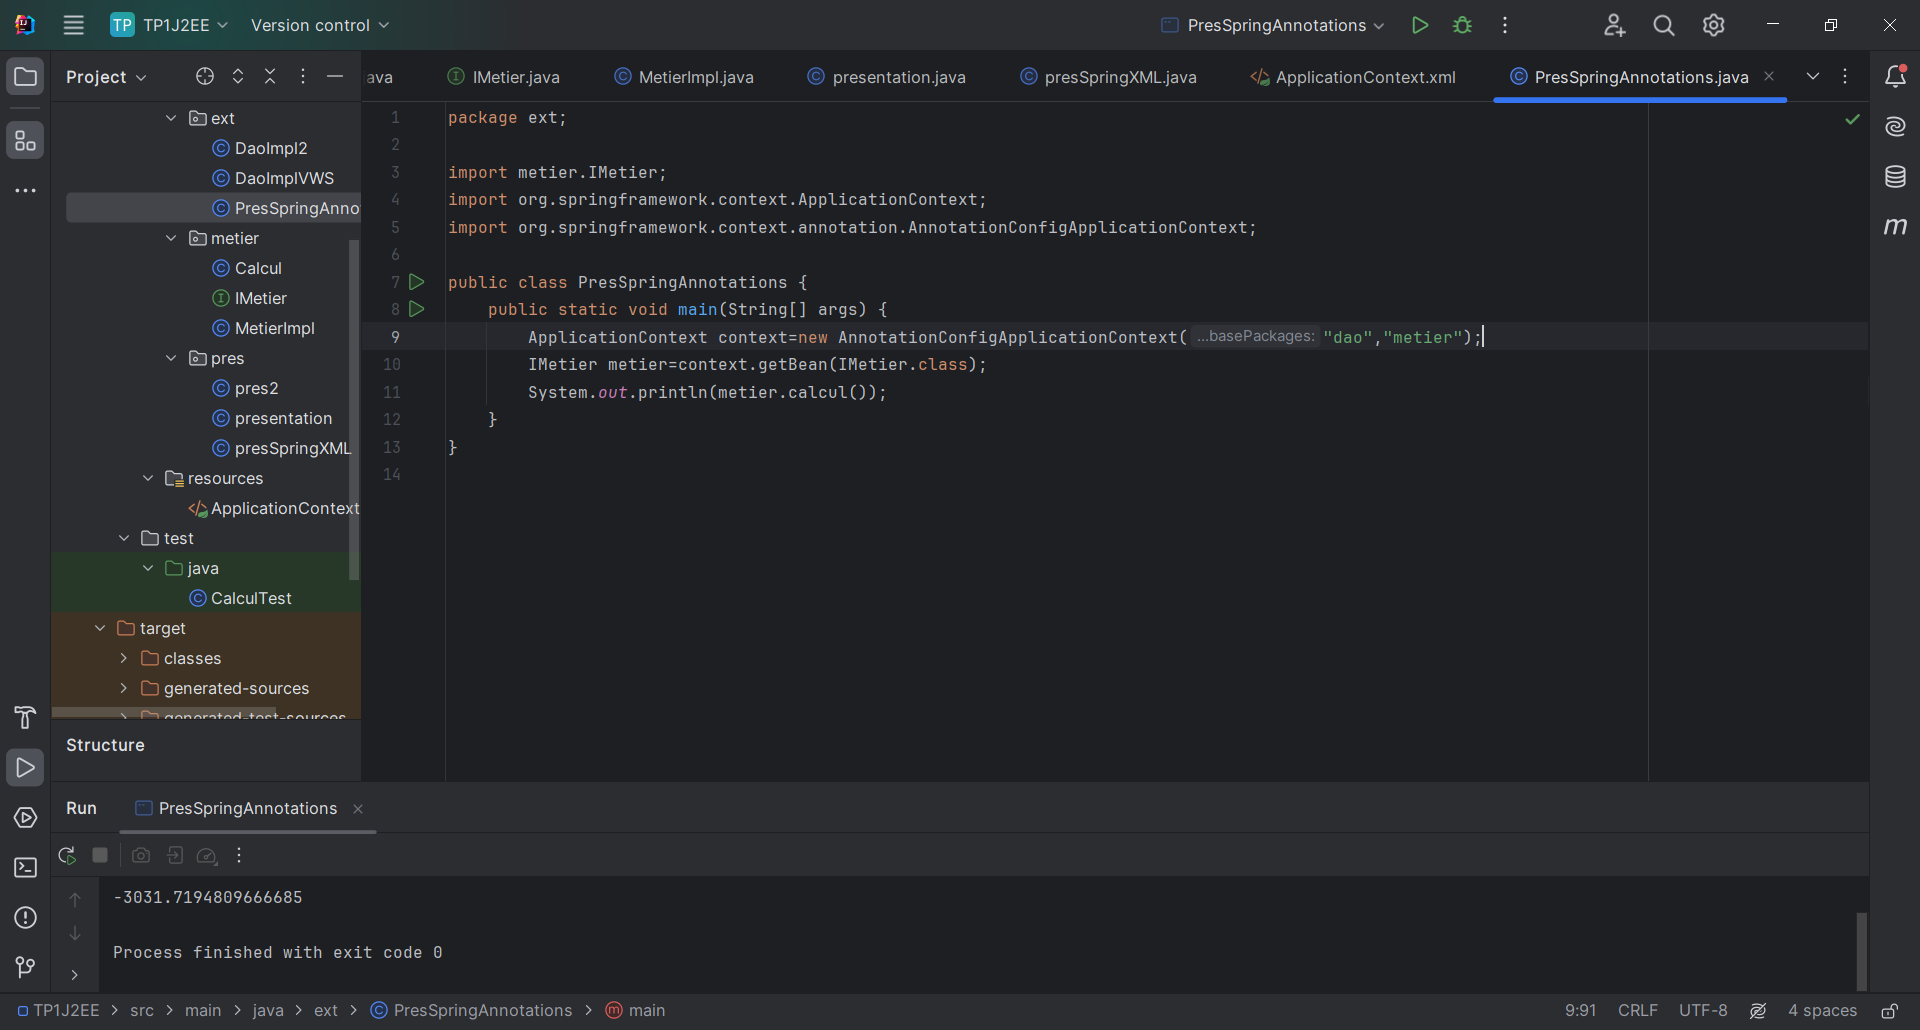 TP TP1J2EE Version control PresSpringAnnotations
Project
ava IMetier.java MetierImpl.java presentation.java presSpringXML.java ApplicationContext.xml PresSpringAnnotations.java
ext
DaoImpl2
DaoImplVWS
PresSpringAnno
metier
Calcul
IMetier
MetierImpl
pres
pres2
presentation
presSpringXML
resources
ApplicationContext
test
java
CalculTest
target
classes
generated-sources
generated-test-sources
Structure
1 package ext;
2
3 import metier.IMetier;
4 import org.springframework.context.ApplicationContext;
5 import org.springframework.context.annotation.AnnotationConfigApplicationContext;
6
7 public class PresSpringAnnotations {
8 public static void main(String[] args) {
9 ApplicationContext context=new AnnotationConfigApplicationContext( ...basePackages: "dao","metier");
10 IMetier metier=context.getBean(IMetier.class);
11 System.out.println(metier.calcul());
12 }
13 }
14
Run PresSpringAnnotations
-3031.7194809666685
Process finished with exit code 0
TP1J2EE > src > main > java > ext > PresSpringAnnotations > main 9:91 CRLF UTF-8 4 spaces